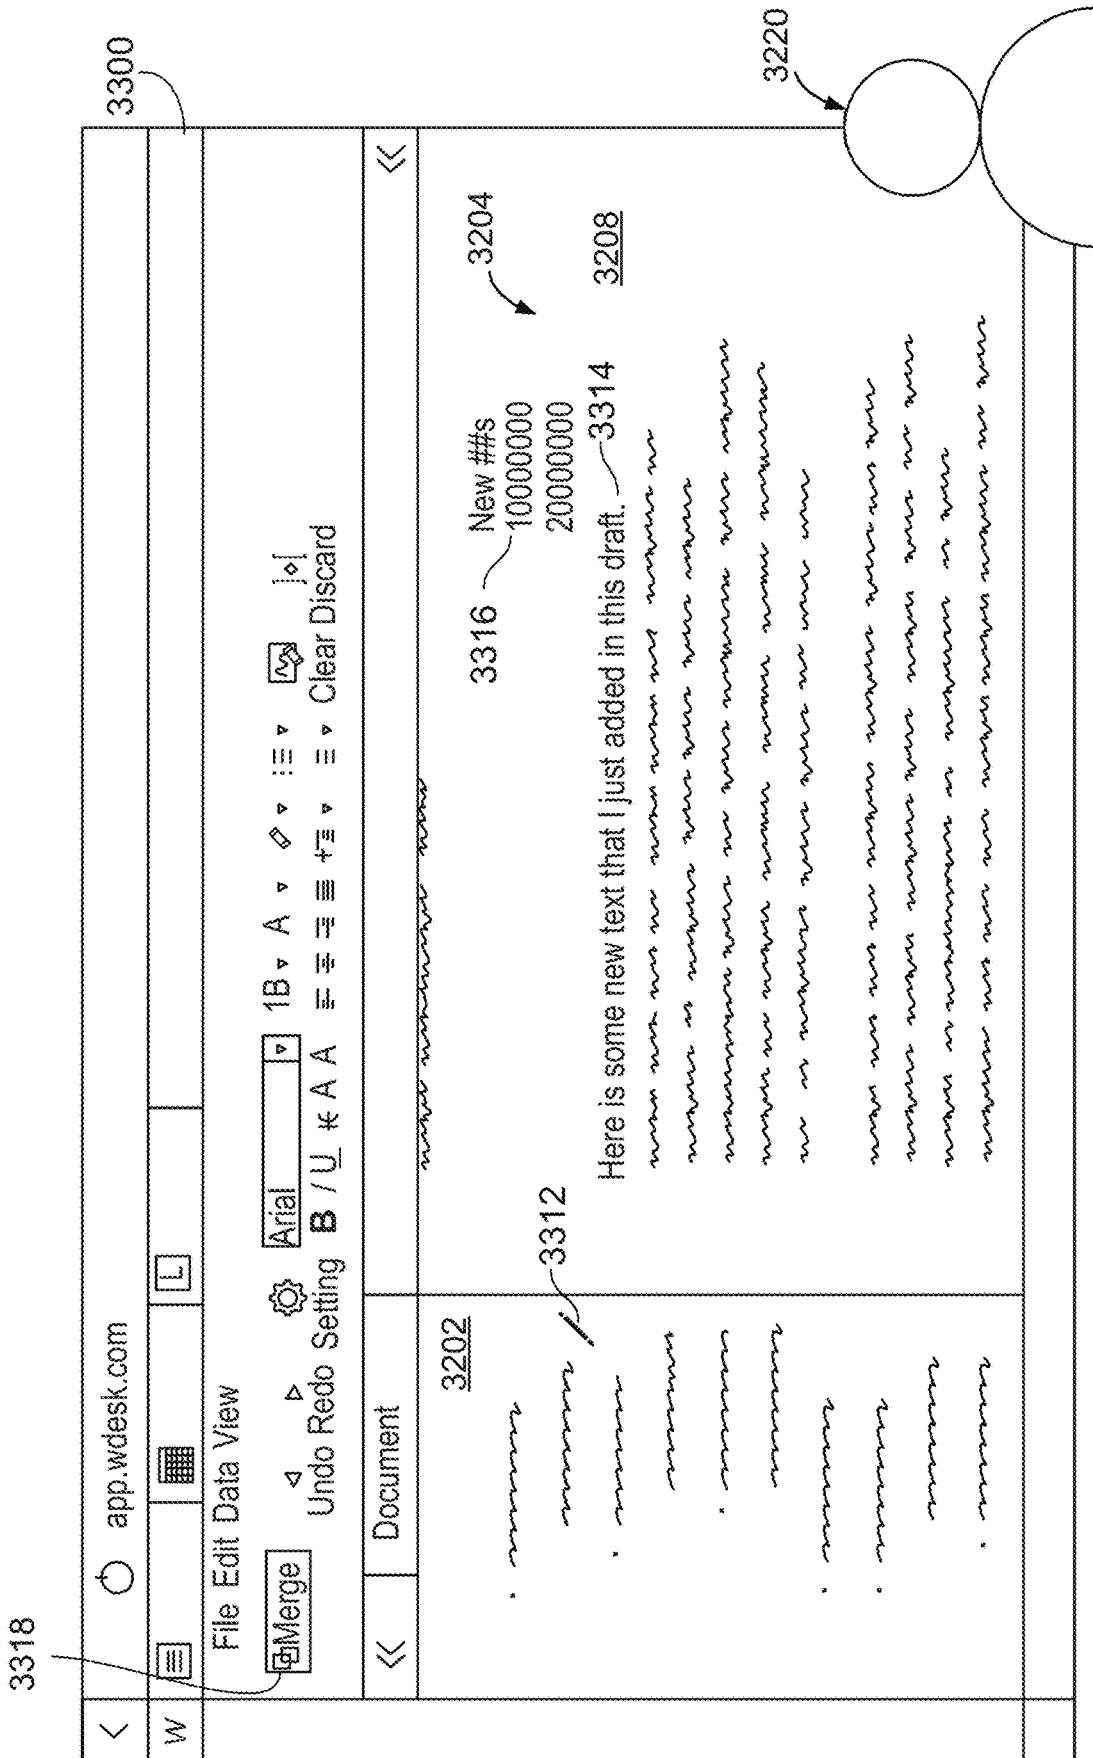 3318
3300
app.wdesk.com
W
L
File Edit Data View
Merge
Undo Redo Setting
Arial
1B A
B / U K A A
Clear Discard
Document
3202
3204
3220
3316
New ##s
10000000
20000000
3208
3312
Here is some new text that I just added in this draft.
3314